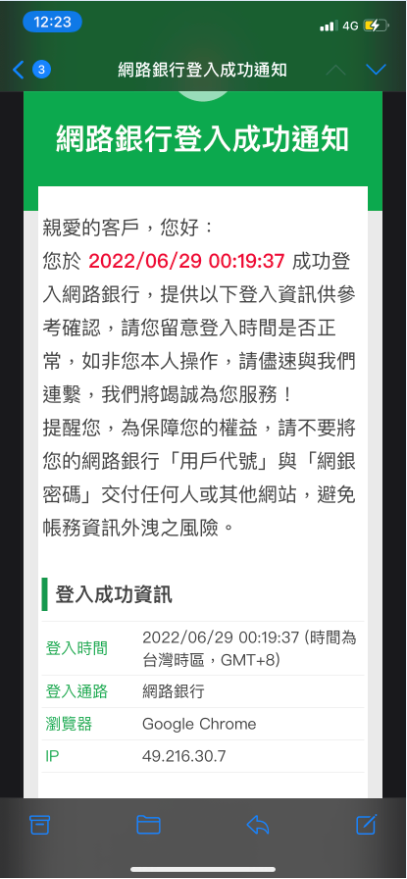 12:23
4G
3
網路銀行登入成功通知
網路銀行登入成功通知
親愛的客戶，您好：
您於 2022/06/29 00:19:37 成功登
入網路銀行，提供以下登入資訊供參
考確認，請您留意登入時間是否正
常，如非您本人操作，請儘速與我們
連繫，我們將竭誠為您服務！
提醒您，為保障您的權益，請不要將
您的網路銀行「用戶代號」與「網銀
密碼」交付任何人或其他網站，避免
帳務資訊外洩之風險。
登入成功資訊
登入時間 2022/06/29 00:19:37 (時間為
台灣時區，GMT+8)
登入通路 網路銀行
瀏覽器 Google Chrome
IP 49.216.30.7